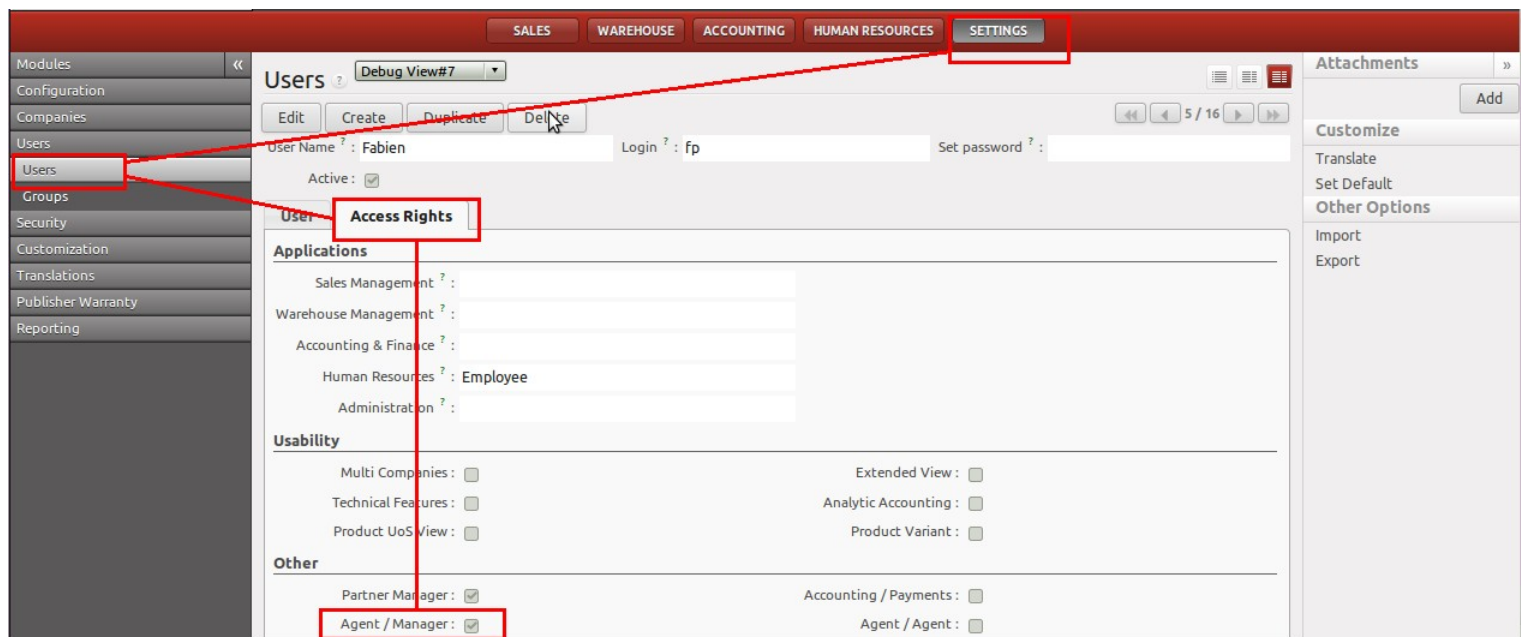 SALES WAREHOUSE ACCOUNTING HUMAN RESOURCES SETTINGS
Modules «
Configuration
Companies
Users
Users
Groups
Security
Customization
Translations
Publisher Warranty
Reporting
Users ? Debug View#7
Edit Create Duplicate Delete 5 / 16
User Name ? : Fabien Login ? : fp Set password ? :
Active :
User Access Rights
Applications
Sales Management ? :
Warehouse Management ? :
Accounting & Finance ? :
Human Resources ? : Employee
Administration ? :
Usability
Multi Companies : Extended View :
Technical Features : Analytic Accounting :
Product UoS View : Product Variant :
Other
Partner Manager : Accounting / Payments :
Agent / Manager : Agent / Agent :
Attachments »
Add
Customize
Translate
Set Default
Other Options
Import
Export